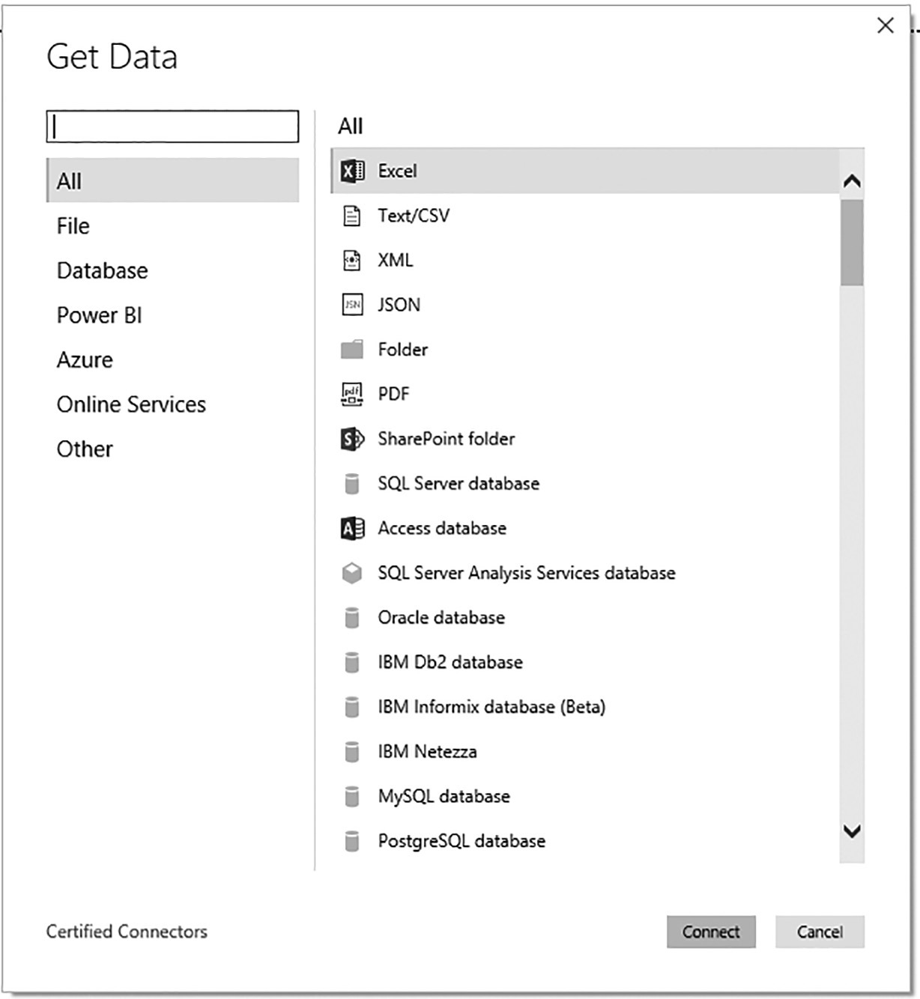 Get Data
All
File
Database
Power BI
Azure
Online Services
Other
All
Excel
Text/CSV
XML
JSN
JSON
Folder
pdf
PDF
SharePoint folder
SQL Server database
Access database
SQL Server Analysis Services database
Oracle database
IBM Db2 database
IBM Informix database (Beta)
IBM Netezza
MySQL database
PostgreSQL database
Certified Connectors
Connect
Cancel